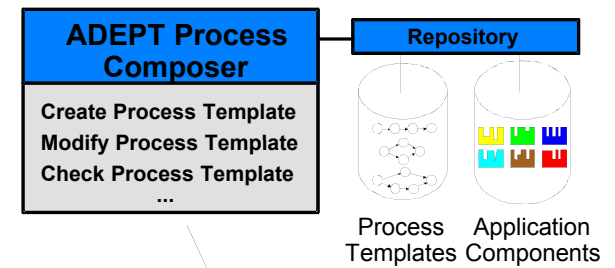 ADEPT Process
Composer
Repository
Create Process Template
Modify Process Template
Check Process Template
...
Process
Templates
Application
Components